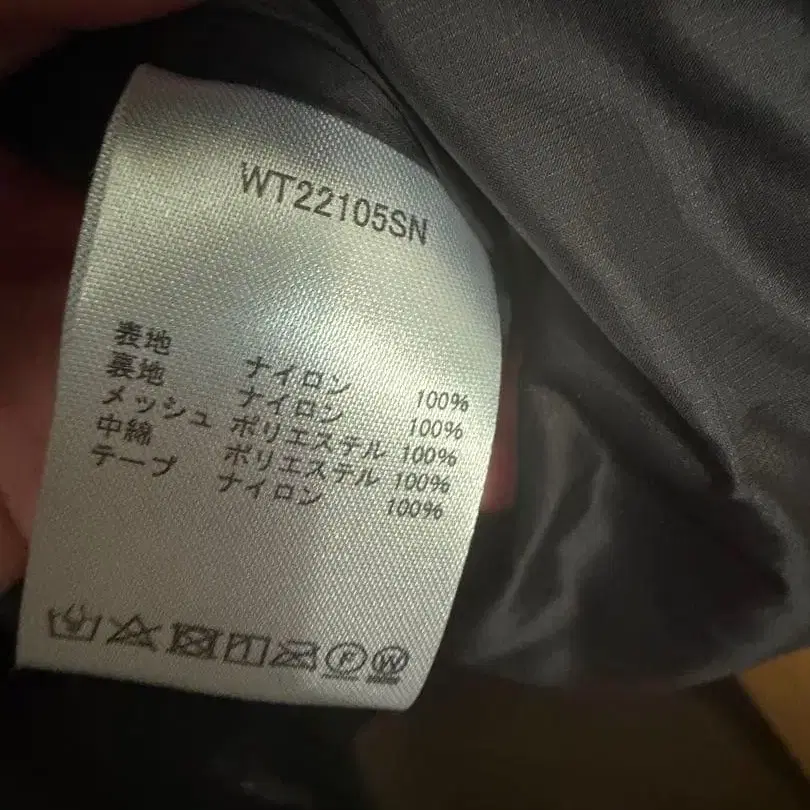 WT22105SN
表地 ナイロン 100%
裏地 ナイロン 100%
メッシュ ポリエステル 100%
中綿 ポリエステル 100%
テープ ナイロン 100%
F W